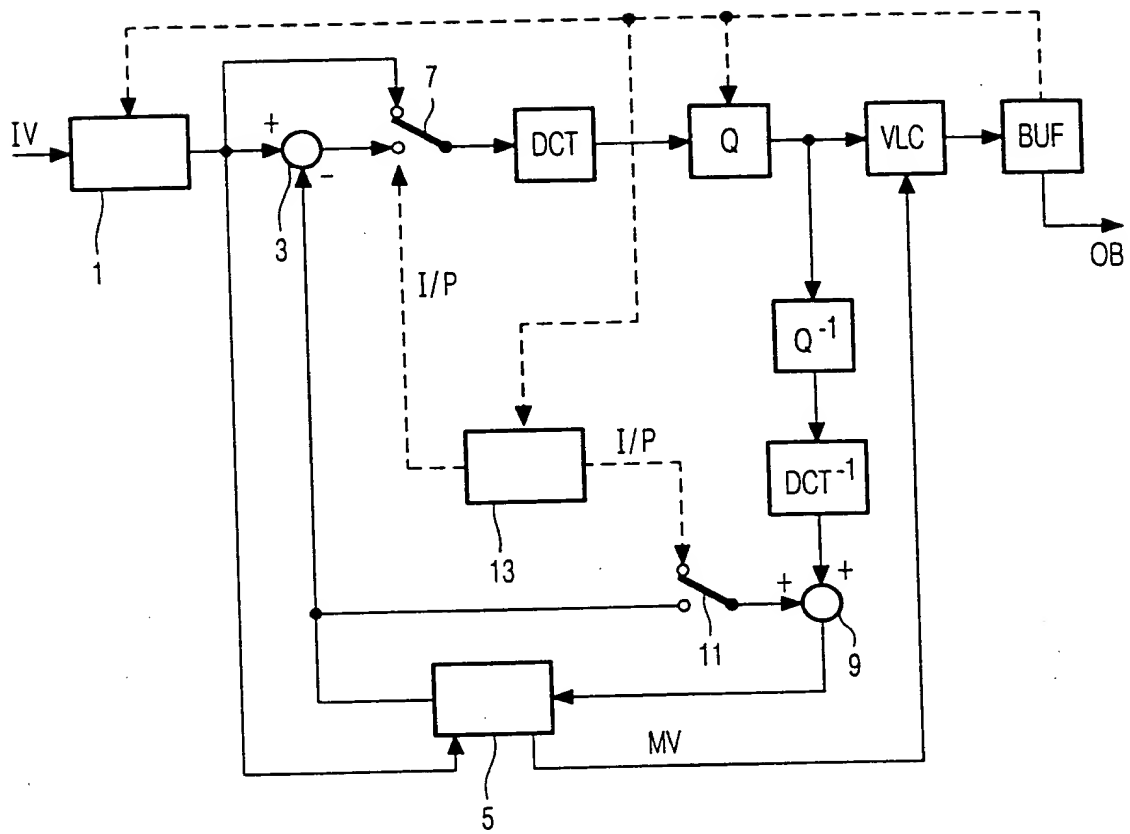 7
IV
+
DCT
Q
VLC
BUF
-
3
1
OB
I/P
Q⁻¹
I/P
DCT⁻¹
13
+
+
11
9
MV
5